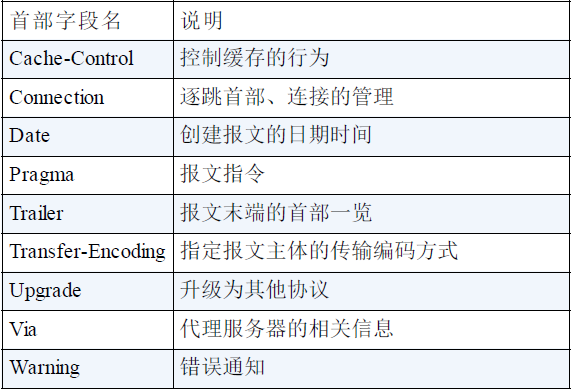 首部字段名 说明
Cache-Control 控制缓存的行为
Connection 逐跳首部、连接的管理
Date 创建报文的日期时间
Pragma 报文指令
Trailer 报文末端的首部一览
Transfer-Encoding 指定报文主体的传输编码方式
Upgrade 升级为其他协议
Via 代理服务器的相关信息
Warning 错误通知